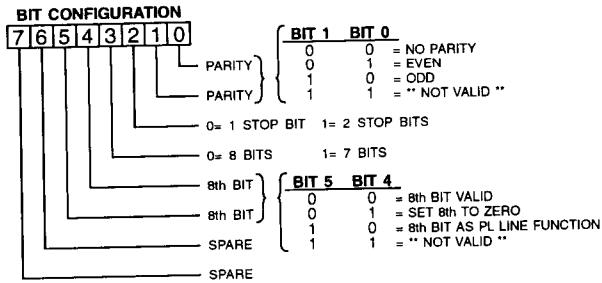 BIT CONFIGURATION
7 6 5 4 3 2 1 0
BIT 1 BIT 0
0 0 = NO PARITY
0 1 = EVEN
1 0 = ODD
1 1 = ** NOT VALID **
PARITY
PARITY
0= 1 STOP BIT 1= 2 STOP BITS
0= 8 BITS 1= 7 BITS
8th BIT
8th BIT
BIT 5 BIT 4
0 0 = 8th BIT VALID
0 1 = SET 8th TO ZERO
1 0 = 8th BIT AS PL LINE FUNCTION
1 1 = ** NOT VALID **
SPARE
SPARE